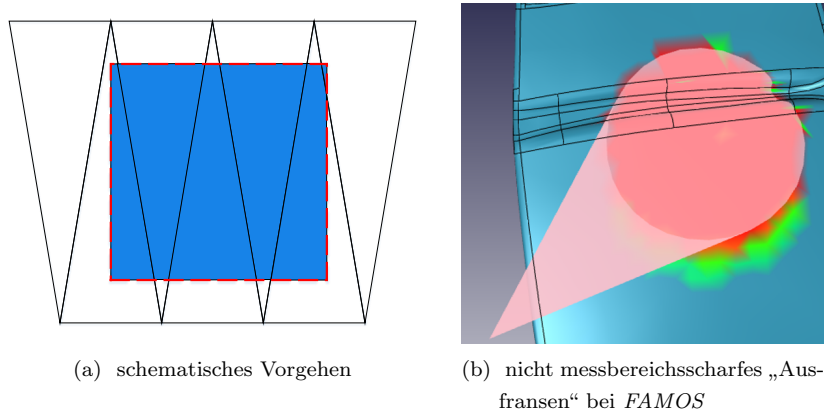 (a) schematisches Vorgehen
(b) nicht messbereichsscharfes „Aus-
fransen“ bei FAMOS